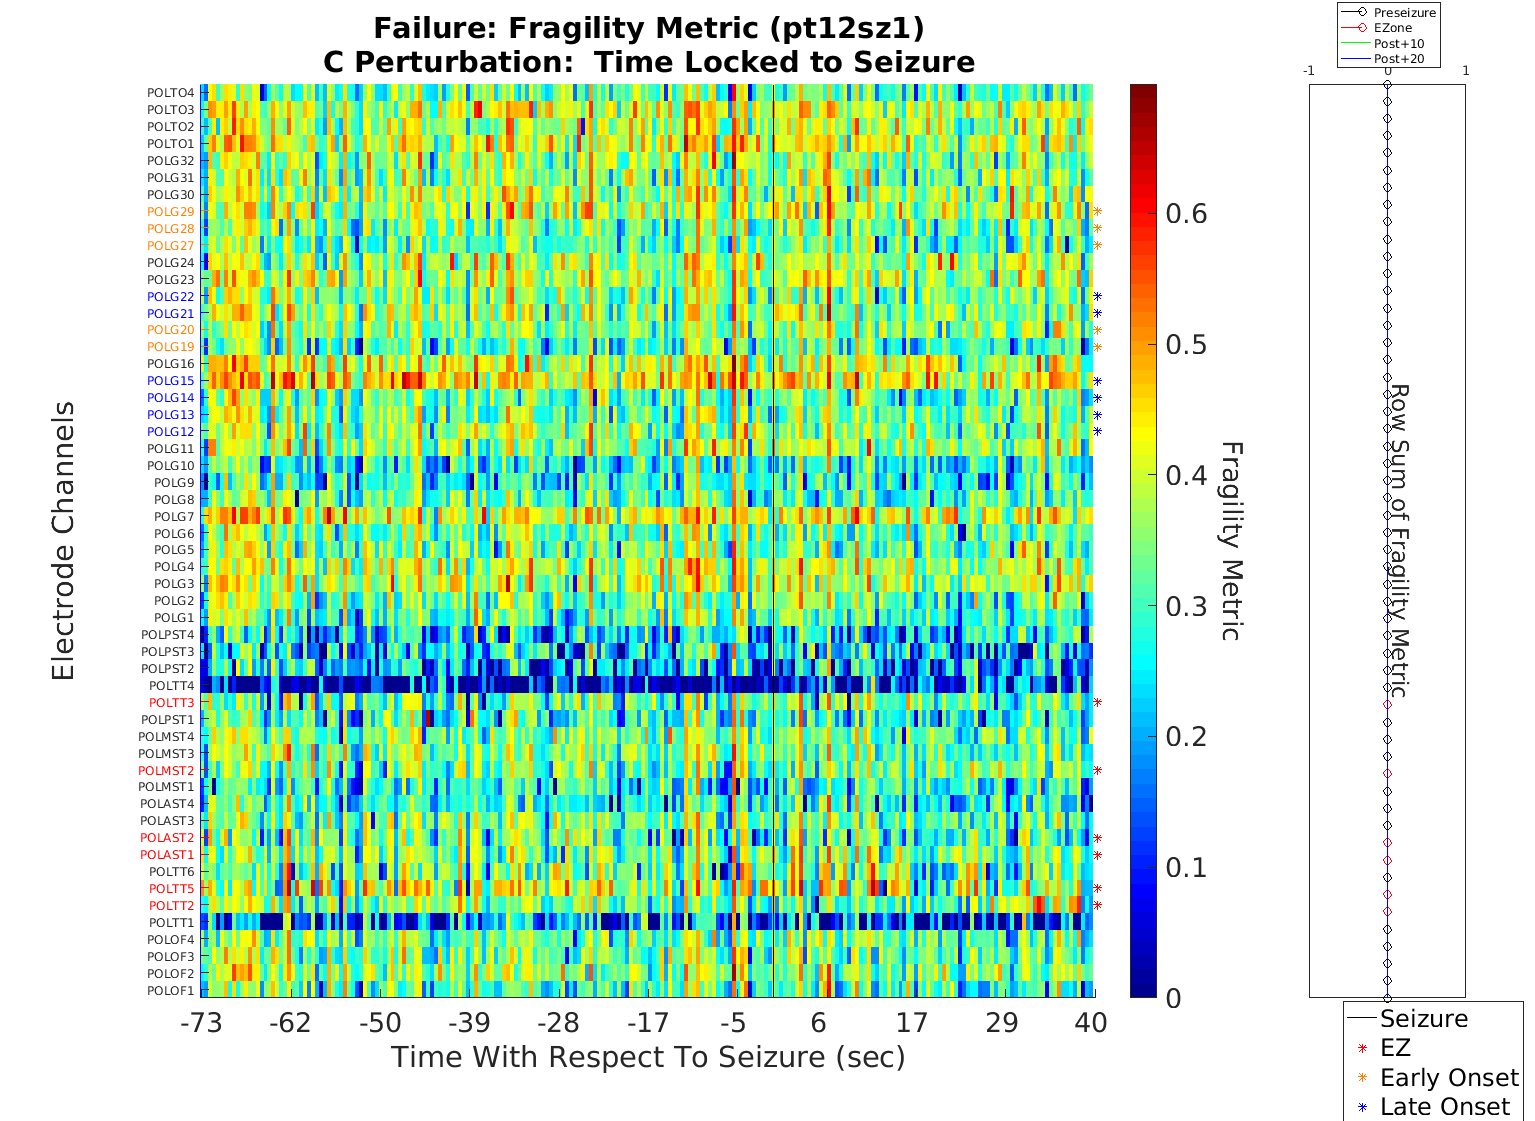 Failure: Fragility Metric (pt12sz1)
C Perturbation:  Time Locked to Seizure
Electrode Channels
POLTO4
POLTO3
POLTO2
POLTO1
POLG32
POLG31
POLG30
POLG29
POLG28
POLG27
POLG24
POLG23
POLG22
POLG21
POLG20
POLG19
POLG16
POLG15
POLG14
POLG13
POLG12
POLG11
POLG10
POLG9
POLG8
POLG7
POLG6
POLG5
POLG4
POLG3
POLG2
POLG1
POLPST4
POLPST3
POLPST2
POLTT4
POLTT3
POLPST1
POLMST4
POLMST3
POLMST2
POLMST1
POLAST4
POLAST3
POLAST2
POLAST1
POLTT6
POLTT5
POLTT2
POLTT1
POLOF4
POLOF3
POLOF2
POLOF1
-73 -62 -50 -39 -28 -17 -5 6 17 29 40
Time With Respect To Seizure (sec)
0.6
0.5
0.4
0.3
0.2
0.1
0
Fragility Metric
Preseizure
EZone
Post+10
Post+20
-1 0 1
Row Sum of Fragility Metric
Seizure
EZ
Early Onset
Late Onset